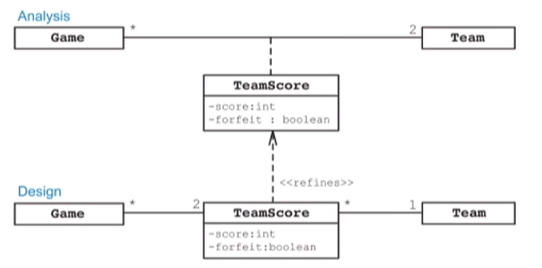 Analysis
Game * 2 Team
TeamScore
-score:int
-forfeit : boolean
<<refines>>
Design
Game * 2 TeamScore * 1 Team
-score:int
-forfeit:boolean